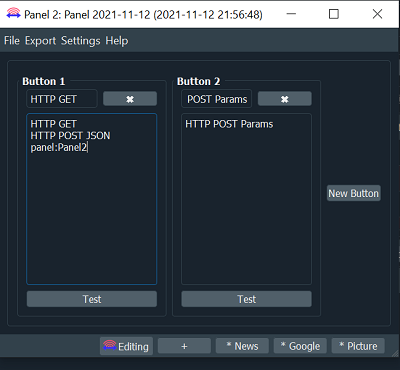 Panel 2: Panel 2021-11-12 (2021-11-12 21:56:48)
File Export Settings Help
Button 1
HTTP GET
HTTP GET
HTTP POST JSON
panel:Panel2
Test
Button 2
POST Params
HTTP POST Params
Test
New Button
Editing
+
* News
* Google
* Picture